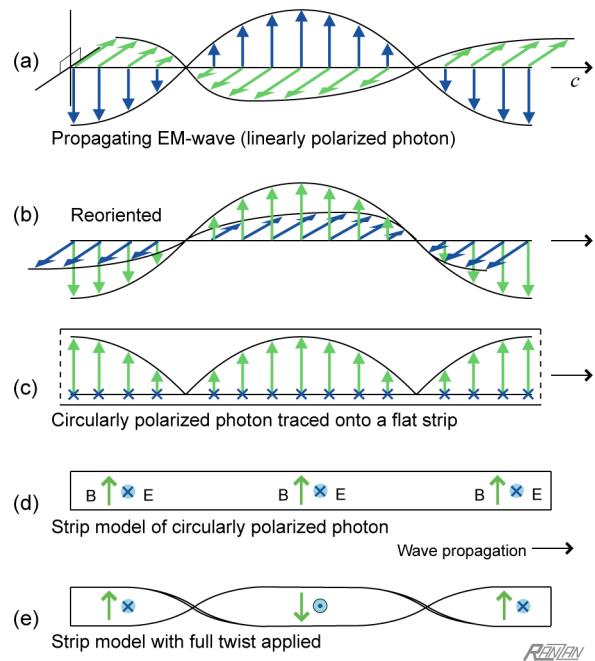 (a)
c
Propagating EM-wave (linearly polarized photon)
(b) Reoriented
(c)
Circularly polarized photon traced onto a flat strip
(d) B E B E B E
Strip model of circularly polarized photon
Wave propagation
(e)
Strip model with full twist applied
RANTAN